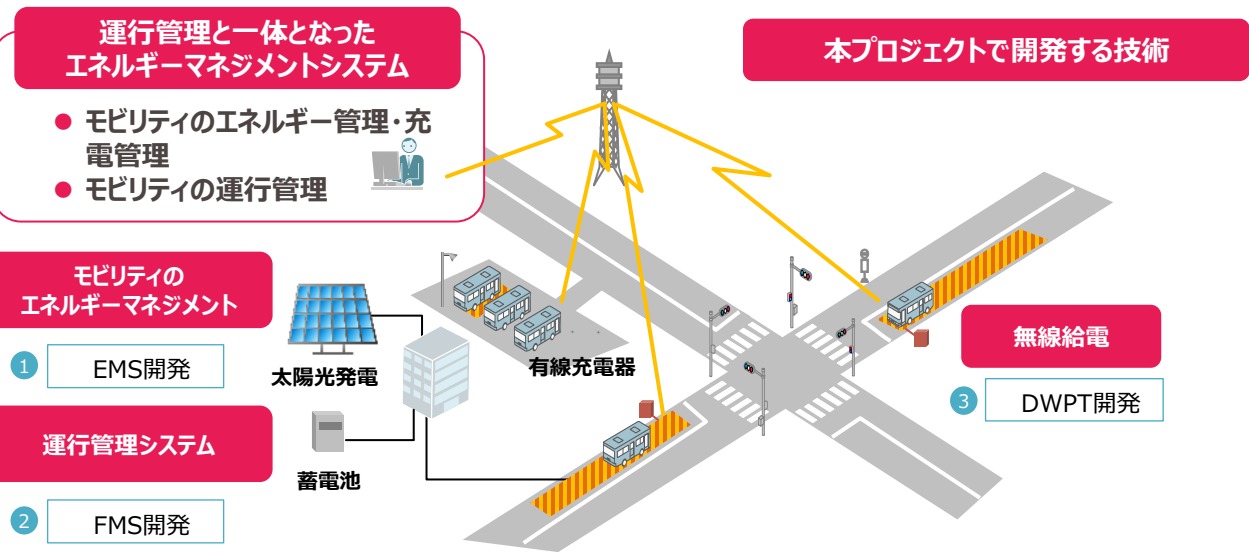 運行管理と一体となった
エネルギーマネジメントシステム
● モビリティのエネルギー管理・充
電管理
● モビリティの運行管理
本プロジェクトで開発する技術
モビリティの
エネルギーマネジメント
1 EMS開発
太陽光発電
有線充電器
無線給電
3 DWPT開発
運行管理システム
蓄電池
2 FMS開発